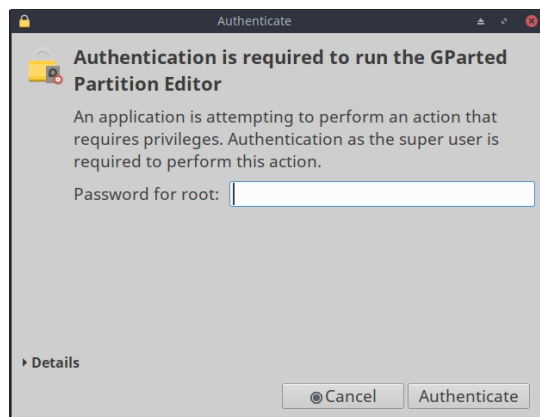 Authenticate
Authentication is required to run the GParted
Partition Editor
An application is attempting to perform an action that
requires privileges. Authentication as the super user is
required to perform this action.
Password for root:
Details
Cancel
Authenticate